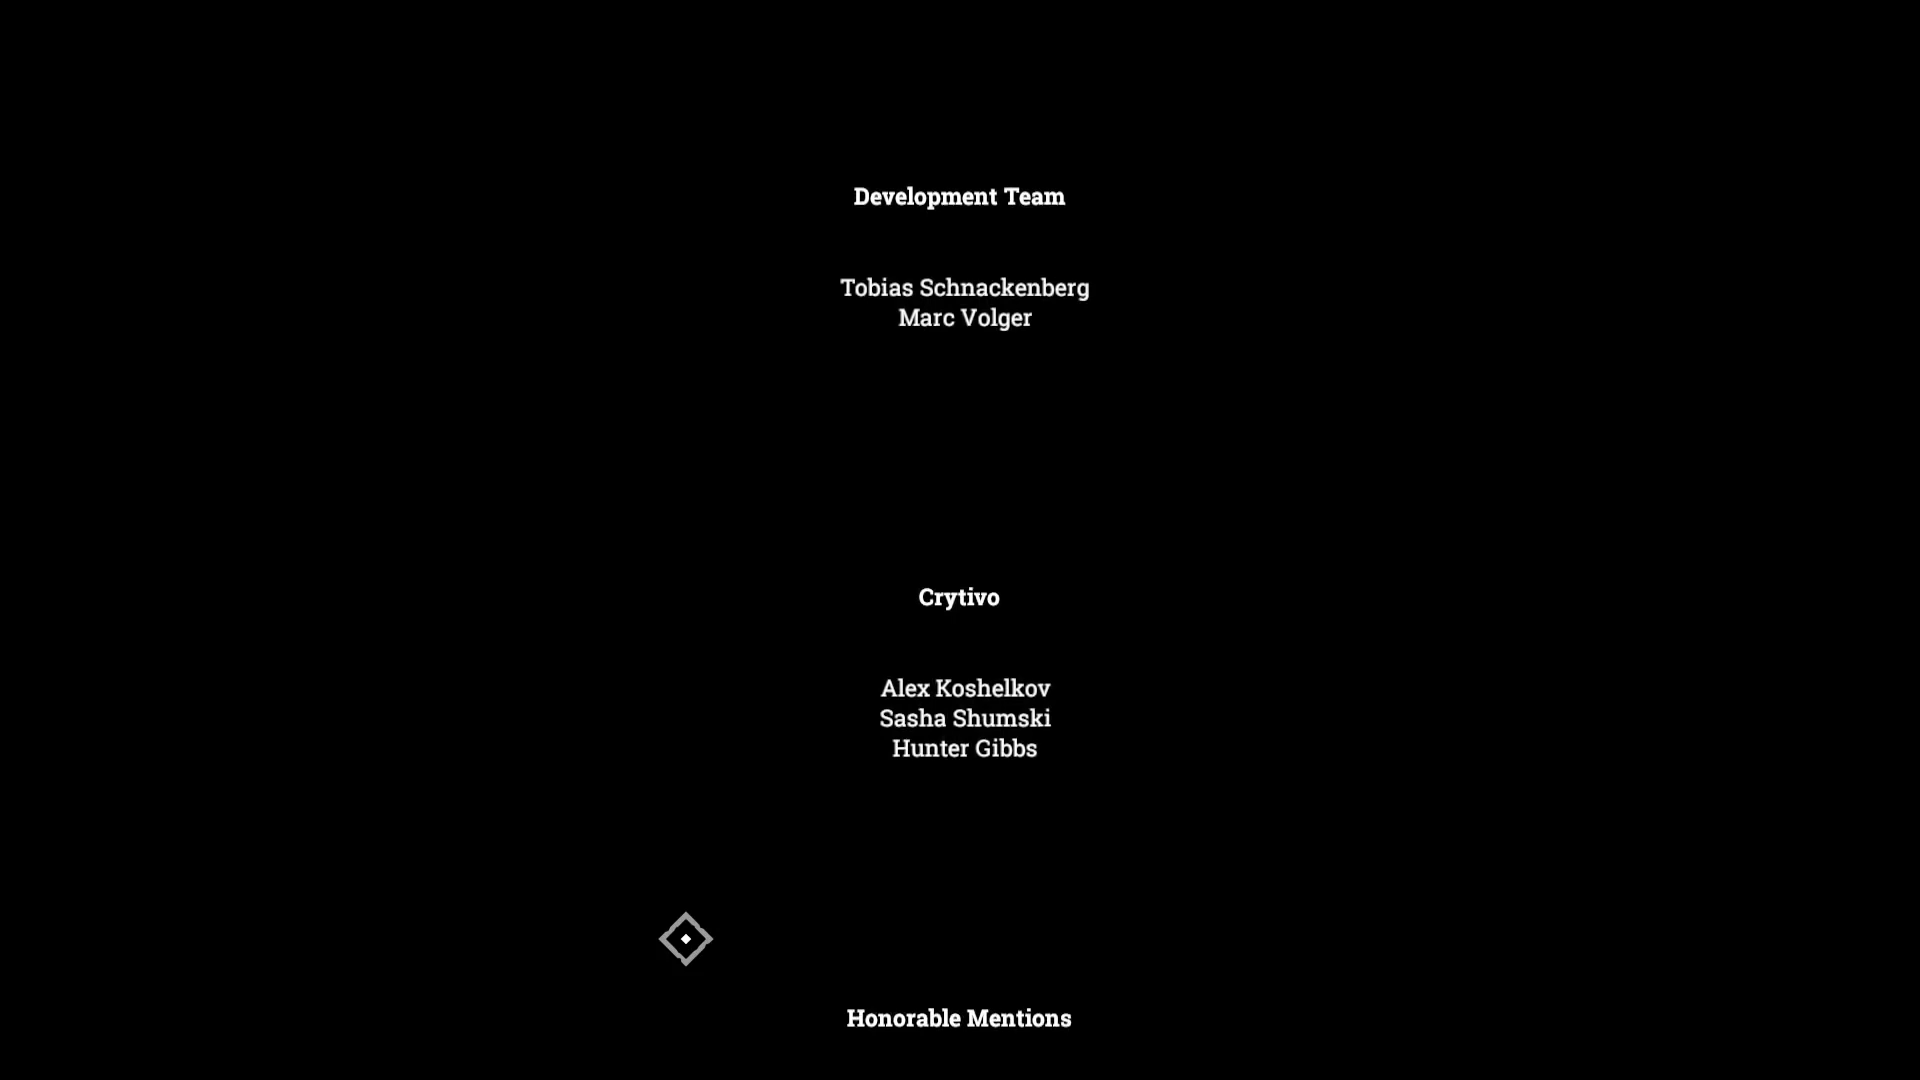 Development Team
Tobias Schnackenberg
Marc Volger
Crytivo
Alex Koshelkov
Sasha Shumski
Hunter Gibbs
Honorable Mentions